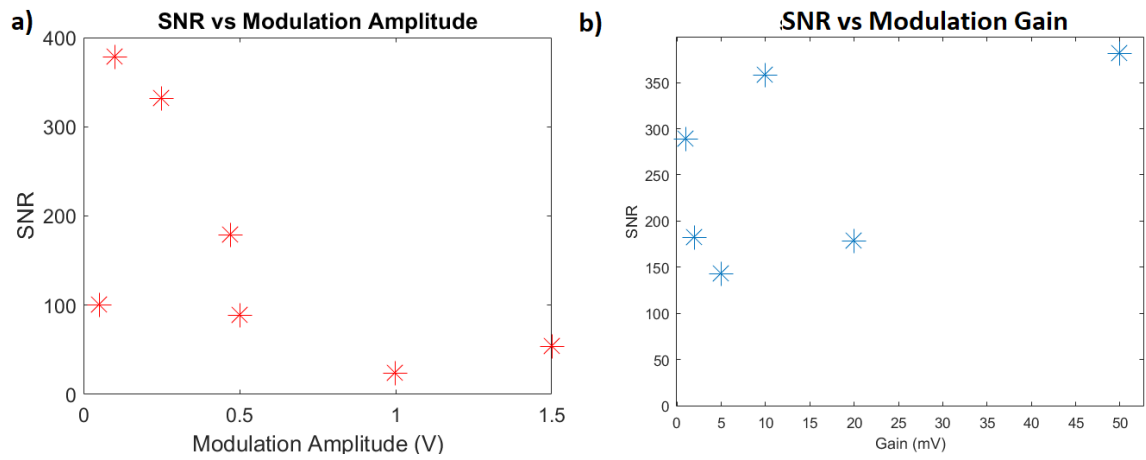 a)
SNR vs Modulation Amplitude
400
300
200
100
0
SNR
0 0.5 1 1.5
Modulation Amplitude (V)
b)
SNR vs Modulation Gain
350
300
250
200
150
100
50
0
SNR
0 5 10 15 20 25 30 35 40 45 50
Gain (mV)